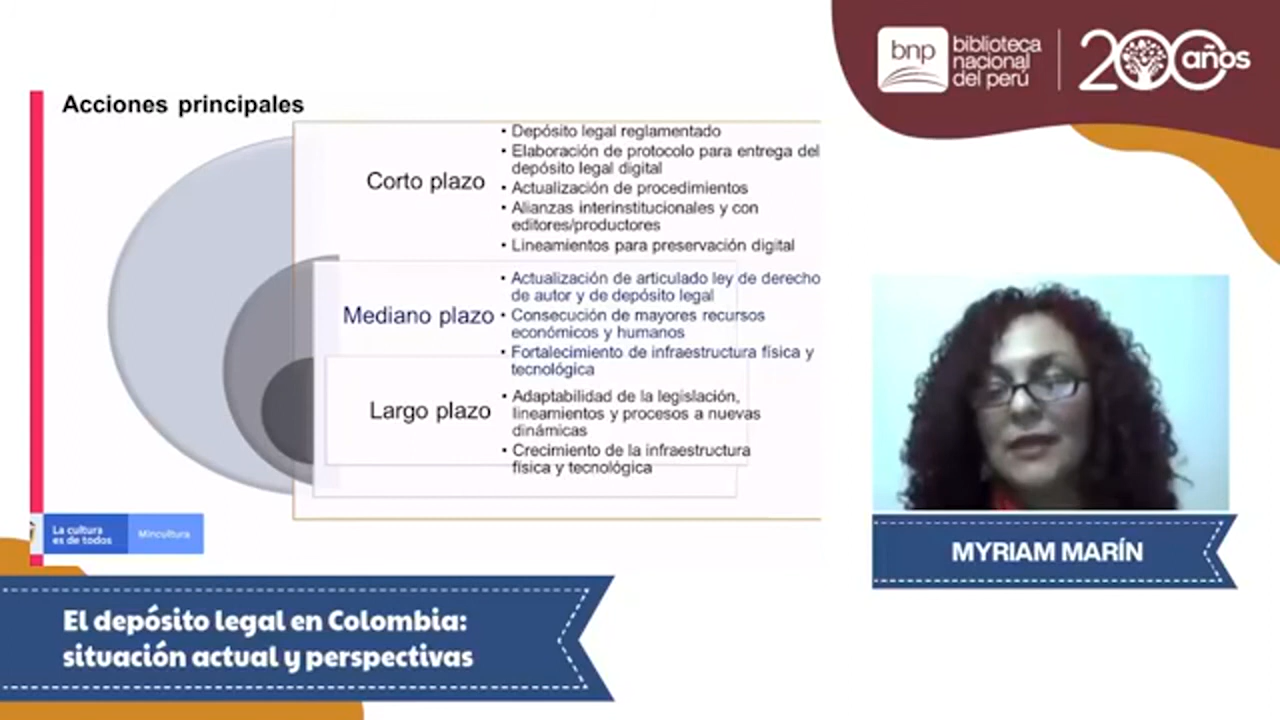 bnp
biblioteca
nacional
del perú
200 años
Acciones principales
Corto plazo
• Depósito legal reglamentado
• Elaboración de protocolo para entrega del
depósito legal digital
• Actualización de procedimientos
• Alianzas interinstitucionales y con
editores/productores
• Lineamientos para preservación digital
Mediano plazo
• Actualización de articulado ley de derecho
de autor y de depósito legal
• Consecución de mayores recursos
económicos y humanos
• Fortalecimiento de infraestructura física y
tecnológica
Largo plazo
• Adaptabilidad de la legislación,
lineamientos y procesos a nuevas
dinámicas
• Crecimiento de la infraestructura
física y tecnológica
La cultura
es de todos
Mincultura
MYRIAM MARÍN
El depósito legal en Colombia:
situación actual y perspectivas